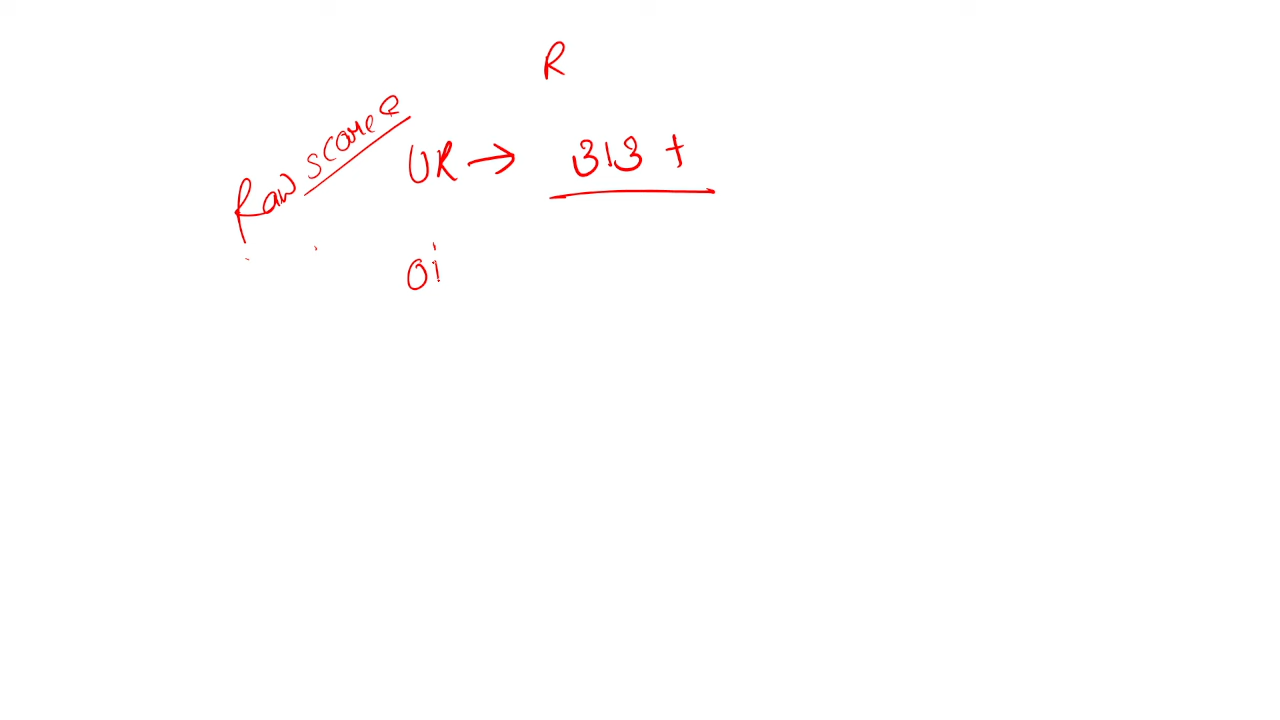 R
Raw score
UR → 313 +
Oi